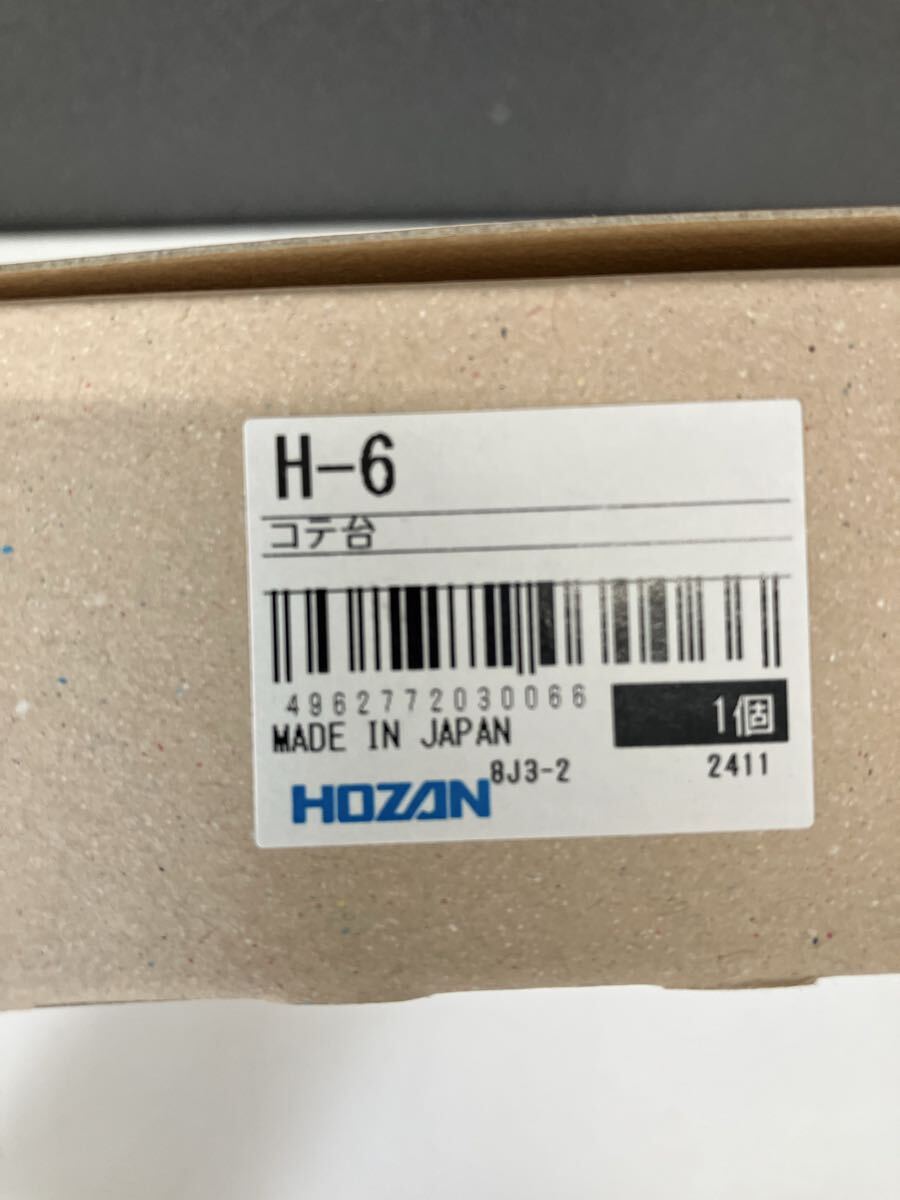 H-6
コテ台
4962772030066
1個
MADE IN JAPAN
8J3-2
2411
HOZAN